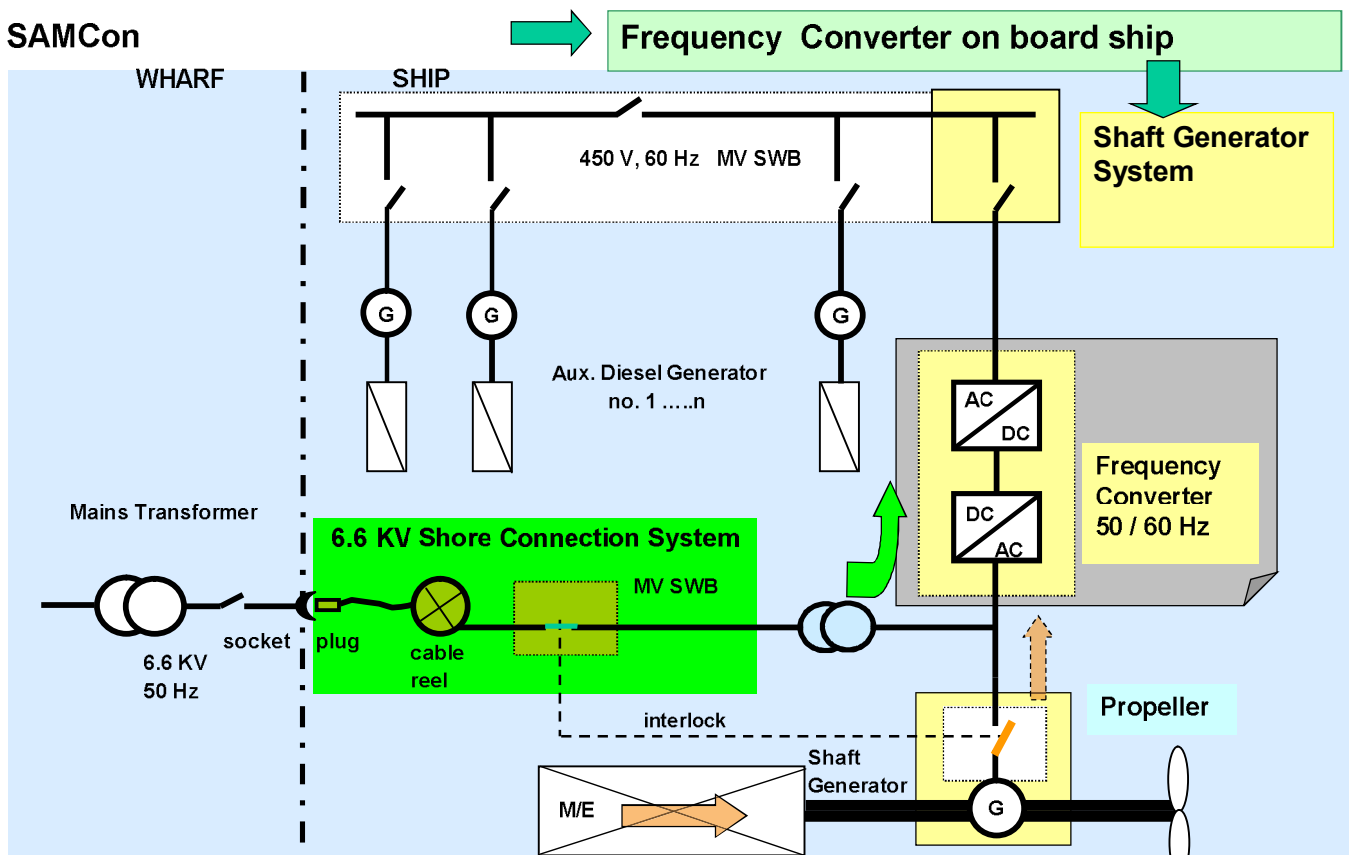 SAMCon
Frequency Converter on board ship
WHARF
SHIP
Shaft Generator
System
450 V, 60 Hz MV SWB
G
G
G
Aux. Diesel Generator
no. 1 .....n
AC
DC
DC
AC
Frequency
Converter
50 / 60 Hz
Mains Transformer
6.6 KV Shore Connection System
MV SWB
socket
plug
cable
reel
6.6 KV
50 Hz
interlock
Propeller
Shaft
Generator
M/E
G